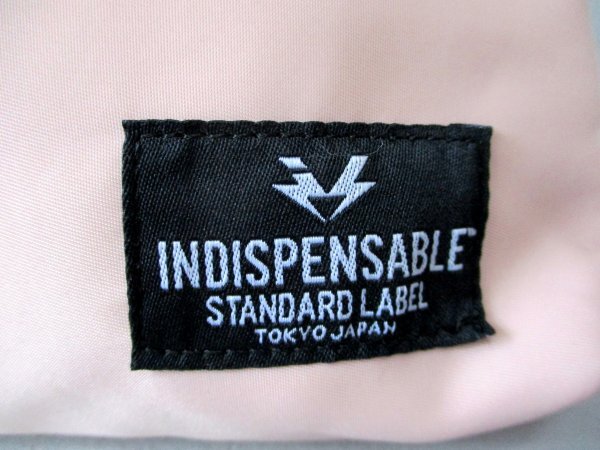 INDISPENSABLE™
STANDARD LABEL
TOKYO JAPAN